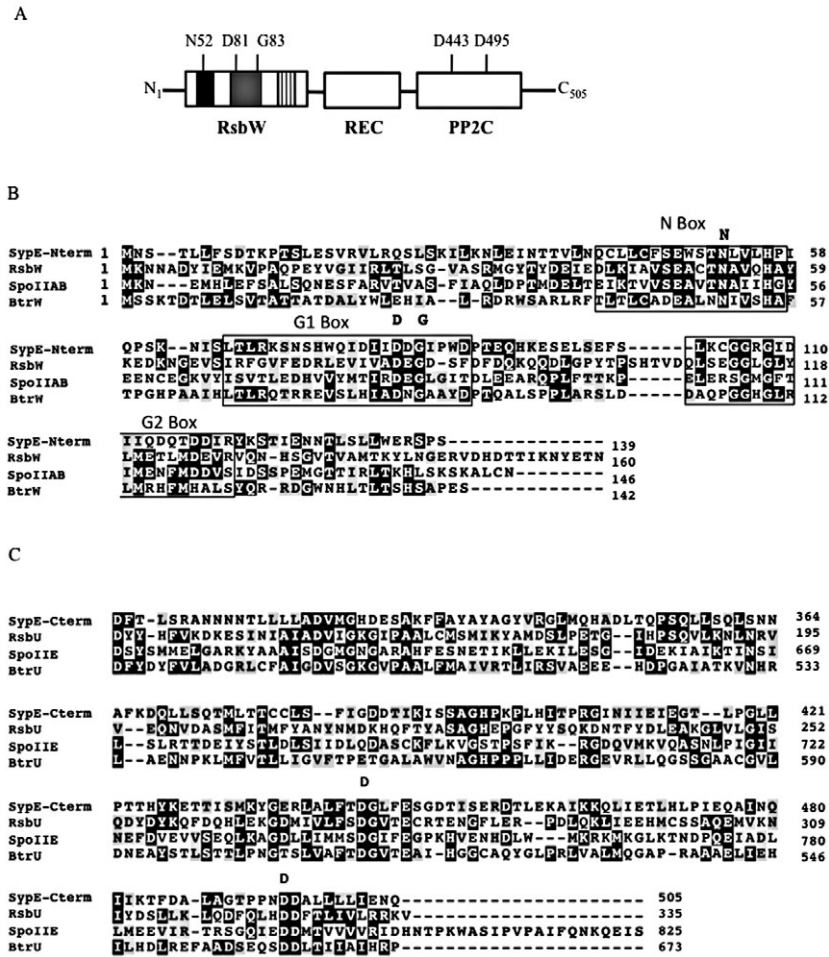 A
N52 D81 G83 D443 D495
N1 C505
RsbW REC PP2C
B
N Box
N
SypE-Nterm 1 MNS--TLLFSDTKPTSLESVRVLRQSLSKILKNLEINTTVLNQCLLCFSEWSTNLVLHPI 58
RsbW 1 MKNNADYIEMKVPAQPEYVGIIRLTLSG-VASRMGYTYDEIEDLKIAVSEACTNAVQHAY 59
SpoIIAB 1 MKN---EMHLEFSALSQNESFARVTVAS-FIAQLDPTMDELTEIKTVVSEAVTNAIIHGY 56
BtrW 1 MSSKTDTLELSVTATTATDALYWLEHIA--L-RDRWSARLRFTLTLCADEALNNIVSHAF 57
G1 Box D G
SypE-Nterm QPSK--NISLTLRKSNSHWQIDIIDDGIPWDPTEQHKESELSEFS------LKCGGRGID 110
RsbW KEDKNGEVSIRFGVFEDRLEVIVADEGD-SFDFDQKQQDLGPYTPSHTVDQLSEGGLGLY 118
SpoIIAB EENCEGKVYISVTLEDHVVYMTIRDEGLGITDLEEARQPLFTTKP-----ELERSGMGFT 111
BtrW TPGHPAAIHLTLRQTRREVSLHIADNGAAYDPTQALSPPLARSLD------DAQPGGHGLR 112
G2 Box
SypE-Nterm IIQDQTDDIRYKSTIENNTLSLLWERSPS-------------- 139
RsbW LMETLMDEVRVQN-HSGVTVAMTKYLNGERVDHDTTIKNYETN 160
SpoIIAB IMENFMDDVSIDSSPEMGTTIRLTKHLSKSKALCN-------- 146
BtrW LMRHFMHALSYQR-RDGWNHLTLTSHSAPES------------ 142
C
SypE-Cterm DFT-LSRANNNNTLLLLADVMGHDESAKFFAYAYAGYVRGLMQHADLTQPSQLLSQLSNN 364
RsbU DYY-HFVKDKESINIAIADVIGKGIPAALCMSMIKYAMDSLPETG--IHPSQVLKNLNRV 195
SpoIIE DSYSMMELGARKYAAAISDGMGNGARAHFESNETIKLLEKILESG--IDEKIAIKTINSI 669
BtrU DFYDYFVLADGRLCFAIGDVSGKGVPAALFMAIVRTLIRSVAEEE--HDPGAIATKVNHR 533
SypE-Cterm AFKDQLLSQTMLTTCCLS--FIGDDTIKISSAGHPKPLHITPRGINIIEIEGT--LPGLL 421
RsbU V--EQNVDASMFITMFYANYNMDKHQFTYASAGHEPGFYYSQKDNTFYDLEAKGLVLGIS 252
SpoIIE L--SLRTTDEIYSTLDLSIIDLQDASCKFLKVGSTPSFIK--RGDQVMKVQASNLPIGII 722
BtrU L--AENNPKLMFVTLLIGVFTPETGALAWVNAGHPPPLLIDERGEVRLLQGSSGAACGVL 590
D
SypE-Cterm PTTHYKETTISMKYGERLALFTDGLFESGDTISERDTLEKAIKKQLIETLHLPIEQAINQ 480
RsbU QDYDYKQFDQHLEKGDMIVLFSDGVTECRTENGFLER--PDLQKLIEEHMCSSAQEMVKN 309
SpoIIE NEFDVEVVSEQLKAGDLLIMMSDGIFEGPKHVENHDLW--MKRKMKGLKTNDPQEIADL 780
BtrU DNEAYSTLSTTLPNGTSLVAFTDGVTEAI-HGGCAQYGLPRLVALMQGAP-RAAAELIEH 546
D
SypE-Cterm IIKTFDA-LAGTPPNDDALLLLIENQ------------------- 505
RsbU IYDSLLK-LQDFQLHDDFTLIVLRRKV------------------ 335
SpoIIE LMEEVIR-TRSGQIEDDMTVVVVRIDHNTPKWASIPVPAIFQNKQEIS 825
BtrU ILHDLREFAADSEQSDDLTIIAIHRP------------------- 673